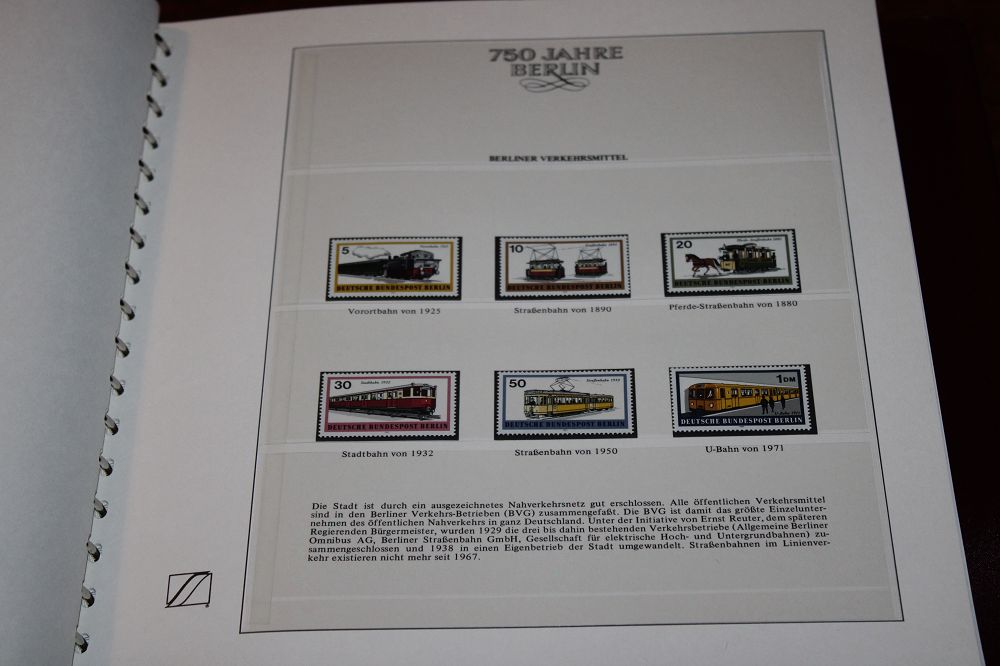 750 JAHRE
BERLIN
BERLINER VERKEHRSMITTEL
5
DEUTSCHE BUNDESPOST BERLIN
Vorortbahn von 1925
10
DEUTSCHE BUNDESPOST BERLIN
Straßenbahn von 1890
20
DEUTSCHE BUNDESPOST BERLIN
Pferde-Straßenbahn von 1880
30 Stadtbahn 1932
DEUTSCHE BUNDESPOST BERLIN
Stadtbahn von 1932
50
DEUTSCHE BUNDESPOST BERLIN
Straßenbahn von 1950
1DM
DEUTSCHE BUNDESPOST BERLIN
U-Bahn von 1971
Die Stadt ist durch ein ausgezeichnetes Nahverkehrsnetz gut erschlossen. Alle öffentlichen Verkehrsmittel
sind in den Berliner Verkehrs-Betrieben (BVG) zusammengefaßt. Die BVG ist damit das größte Einzelunter-
nehmen des öffentlichen Nahverkehrs in ganz Deutschland. Unter der Initiative von Ernst Reuter, dem späteren
Regierenden Bürgermeister, wurden 1929 die drei bis dahin bestehenden Verkehrsbetriebe (Allgemeine Berliner
Omnibus AG, Berliner Straßenbahn GmbH, Gesellschaft für elektrische Hoch- und Untergrundbahnen) zu-
sammengeschlossen und 1938 in einen Eigenbetrieb der Stadt umgewandelt. Straßenbahnen im Linienver-
kehr existieren nicht mehr seit 1967.